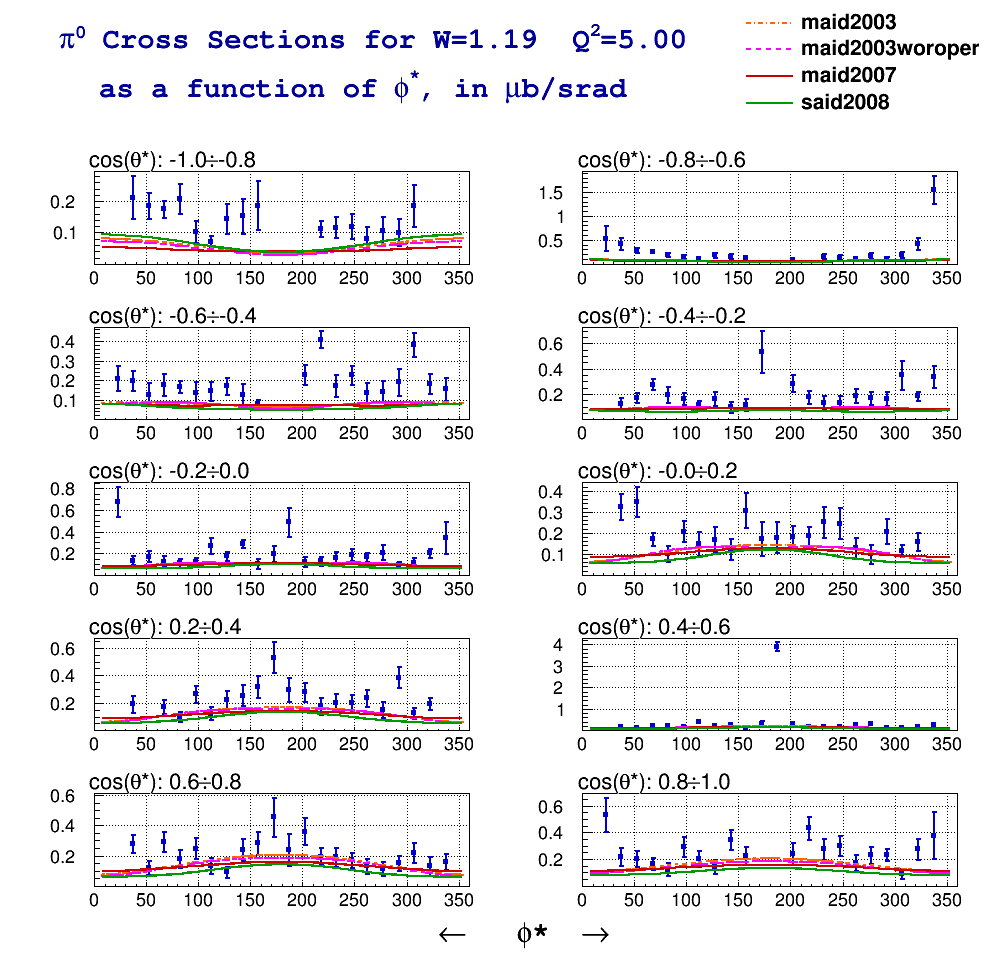 π⁰ Cross Sections for W=1.19 Q²=5.00
as a function of ϕ*, in μb/srad
maid2003
maid2003woroper
maid2007
said2008
cos(θ*): -1.0÷-0.8
0.2
0.1
0 50 100 150 200 250 300 350
cos(θ*): -0.8÷-0.6
1.5
1
0.5
0 50 100 150 200 250 300 350
cos(θ*): -0.6÷-0.4
0.4
0.3
0.2
0.1
0 50 100 150 200 250 300 350
cos(θ*): -0.4÷-0.2
0.6
0.4
0.2
0 50 100 150 200 250 300 350
cos(θ*): -0.2÷0.0
0.8
0.6
0.4
0.2
0 50 100 150 200 250 300 350
cos(θ*): -0.0÷0.2
0.4
0.3
0.2
0.1
0 50 100 150 200 250 300 350
cos(θ*): 0.2÷0.4
0.6
0.4
0.2
0 50 100 150 200 250 300 350
cos(θ*): 0.4÷0.6
4
3
2
1
0 50 100 150 200 250 300 350
cos(θ*): 0.6÷0.8
0.6
0.4
0.2
0 50 100 150 200 250 300 350
cos(θ*): 0.8÷1.0
0.6
0.4
0.2
0 50 100 150 200 250 300 350
← ϕ* →